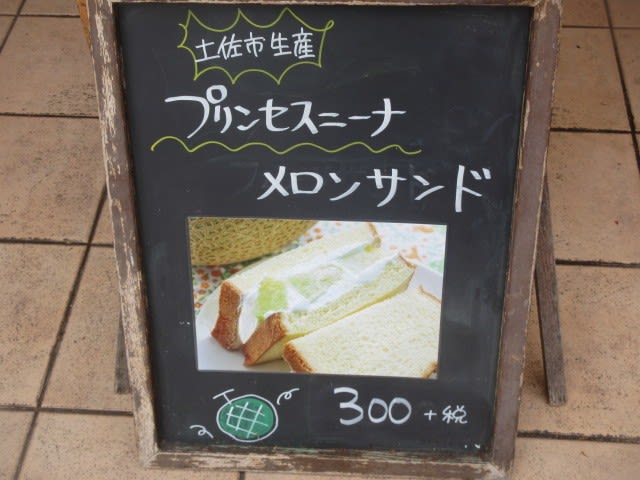 土佐市生産
プリンセスニーナ
メロンサンド
300+税